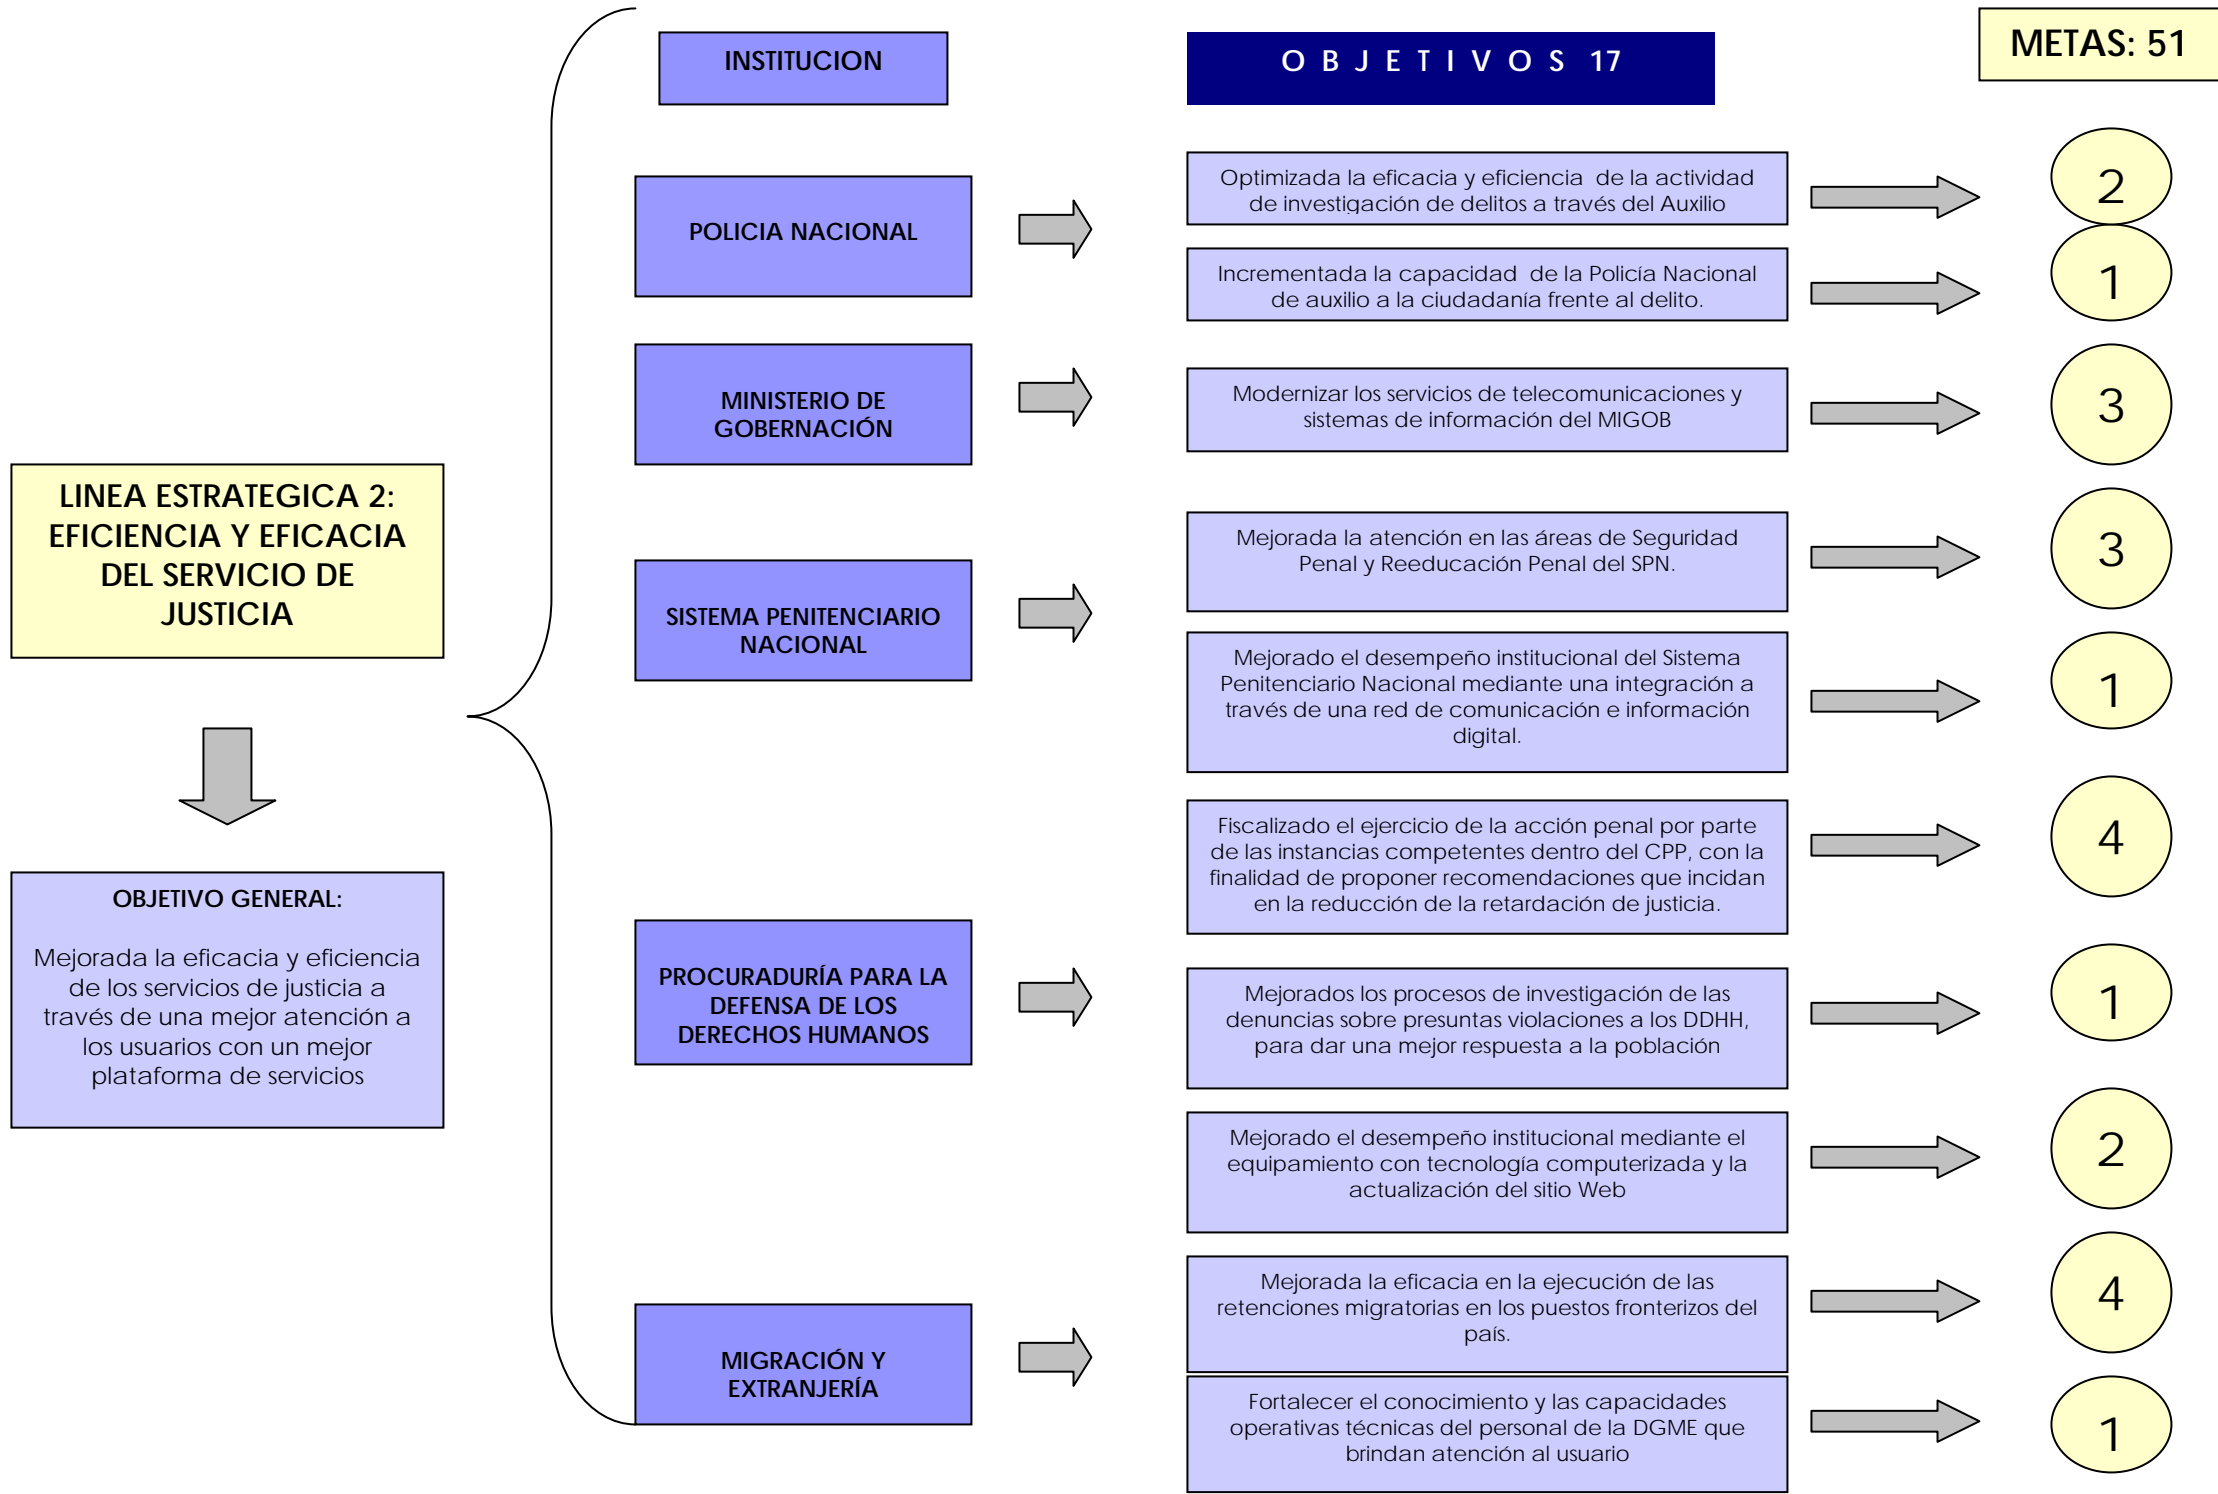 INSTITUCION
O B J E T I V O S 17
METAS: 51
LINEA ESTRATEGICA 2:
EFICIENCIA Y EFICACIA
DEL SERVICIO DE
JUSTICIA
OBJETIVO GENERAL:
Mejorada la eficacia y eficiencia
de los servicios de justicia a
través de una mejor atención a
los usuarios con un mejor
plataforma de servicios
POLICIA NACIONAL
Optimizada la eficacia y eficiencia de la actividad
de investigación de delitos a través del Auxilio
2
Incrementada la capacidad de la Policía Nacional
de auxilio a la ciudadanía frente al delito.
1
MINISTERIO DE
GOBERNACIÓN
Modernizar los servicios de telecomunicaciones y
sistemas de información del MIGOB
3
SISTEMA PENITENCIARIO
NACIONAL
Mejorada la atención en las áreas de Seguridad
Penal y Reeducación Penal del SPN.
3
Mejorado el desempeño institucional del Sistema
Penitenciario Nacional mediante una integración a
través de una red de comunicación e información
digital.
1
PROCURADURÍA PARA LA
DEFENSA DE LOS
DERECHOS HUMANOS
Fiscalizado el ejercicio de la acción penal por parte
de las instancias competentes dentro del CPP, con la
finalidad de proponer recomendaciones que incidan
en la reducción de la retardación de justicia.
4
Mejorados los procesos de investigación de las
denuncias sobre presuntas violaciones a los DDHH,
para dar una mejor respuesta a la población
1
Mejorado el desempeño institucional mediante el
equipamiento con tecnología computerizada y la
actualización del sitio Web
2
MIGRACIÓN Y
EXTRANJERÍA
Mejorada la eficacia en la ejecución de las
retenciones migratorias en los puestos fronterizos del
país.
4
Fortalecer el conocimiento y las capacidades
operativas técnicas del personal de la DGME que
brindan atención al usuario
1